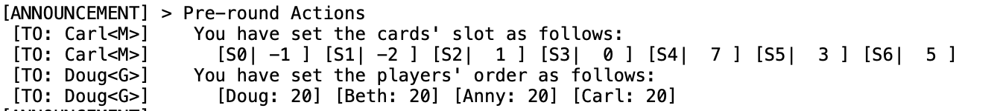 [ANNOUNCEMENT] > Pre-round Actions
[TO: Carl<M>]    You have set the cards' slot as follows:
[TO: Carl<M>]      [S0| -1 ] [S1| -2 ] [S2|  1 ] [S3|  0 ] [S4|  7 ] [S5|  3 ] [S6|  5 ]
[TO: Doug<G>]    You have set the players' order as follows:
[TO: Doug<G>]      [Doug: 20] [Beth: 20] [Anny: 20] [Carl: 20]